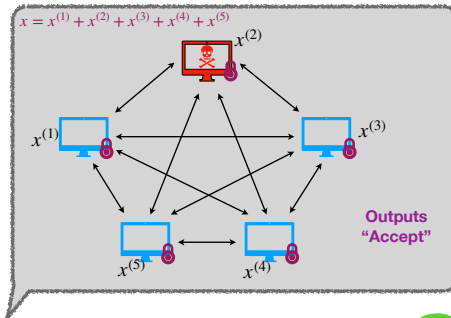 x = x^{(1)} + x^{(2)} + x^{(3)} + x^{(4)} + x^{(5)}
x^{(2)}
x^{(1)}
x^{(3)}
Outputs
“Accept”
x^{(5)}
x^{(4)}